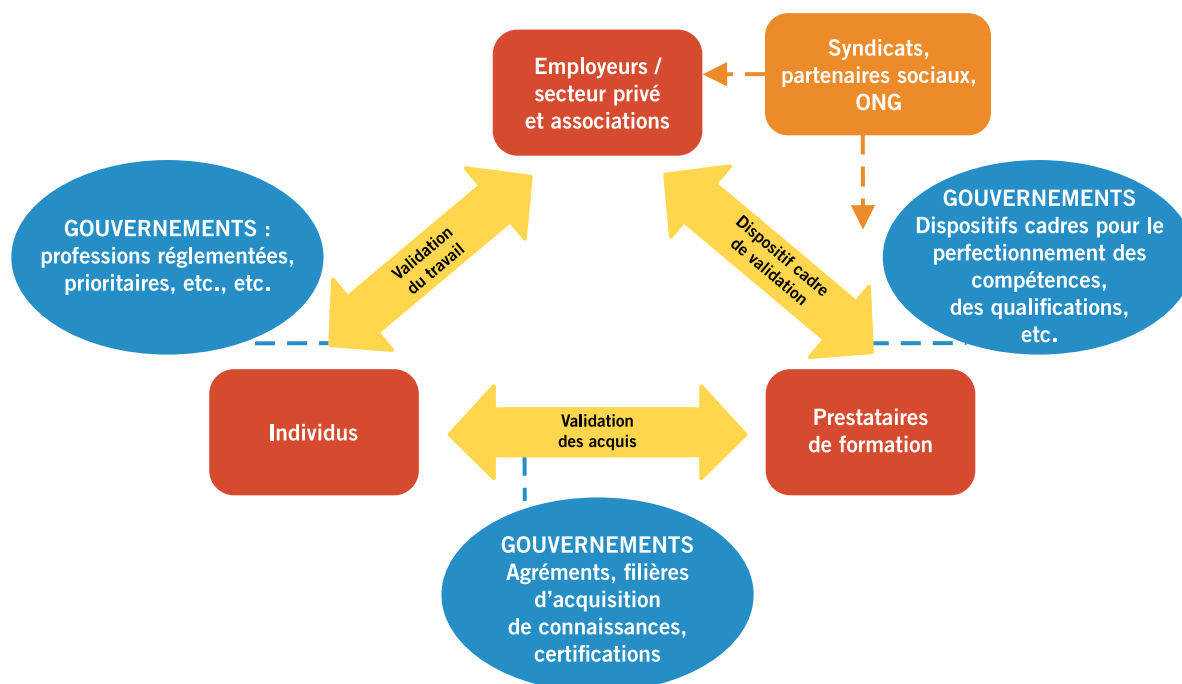 Employeurs /
secteur privé
et associations
Syndicats,
partenaires sociaux,
ONG
GOUVERNEMENTS :
professions réglementées,
prioritaires, etc., etc.
Validation
du travail
Dispositif cadre
de validation
GOUVERNEMENTS
Dispositifs cadres pour le
perfectionnement des
compétences,
des qualifications,
etc.
Individus
Validation
des acquis
Prestataires
de formation
GOUVERNEMENTS
Agréments, filières
d’acquisition
de connaissances,
certifications